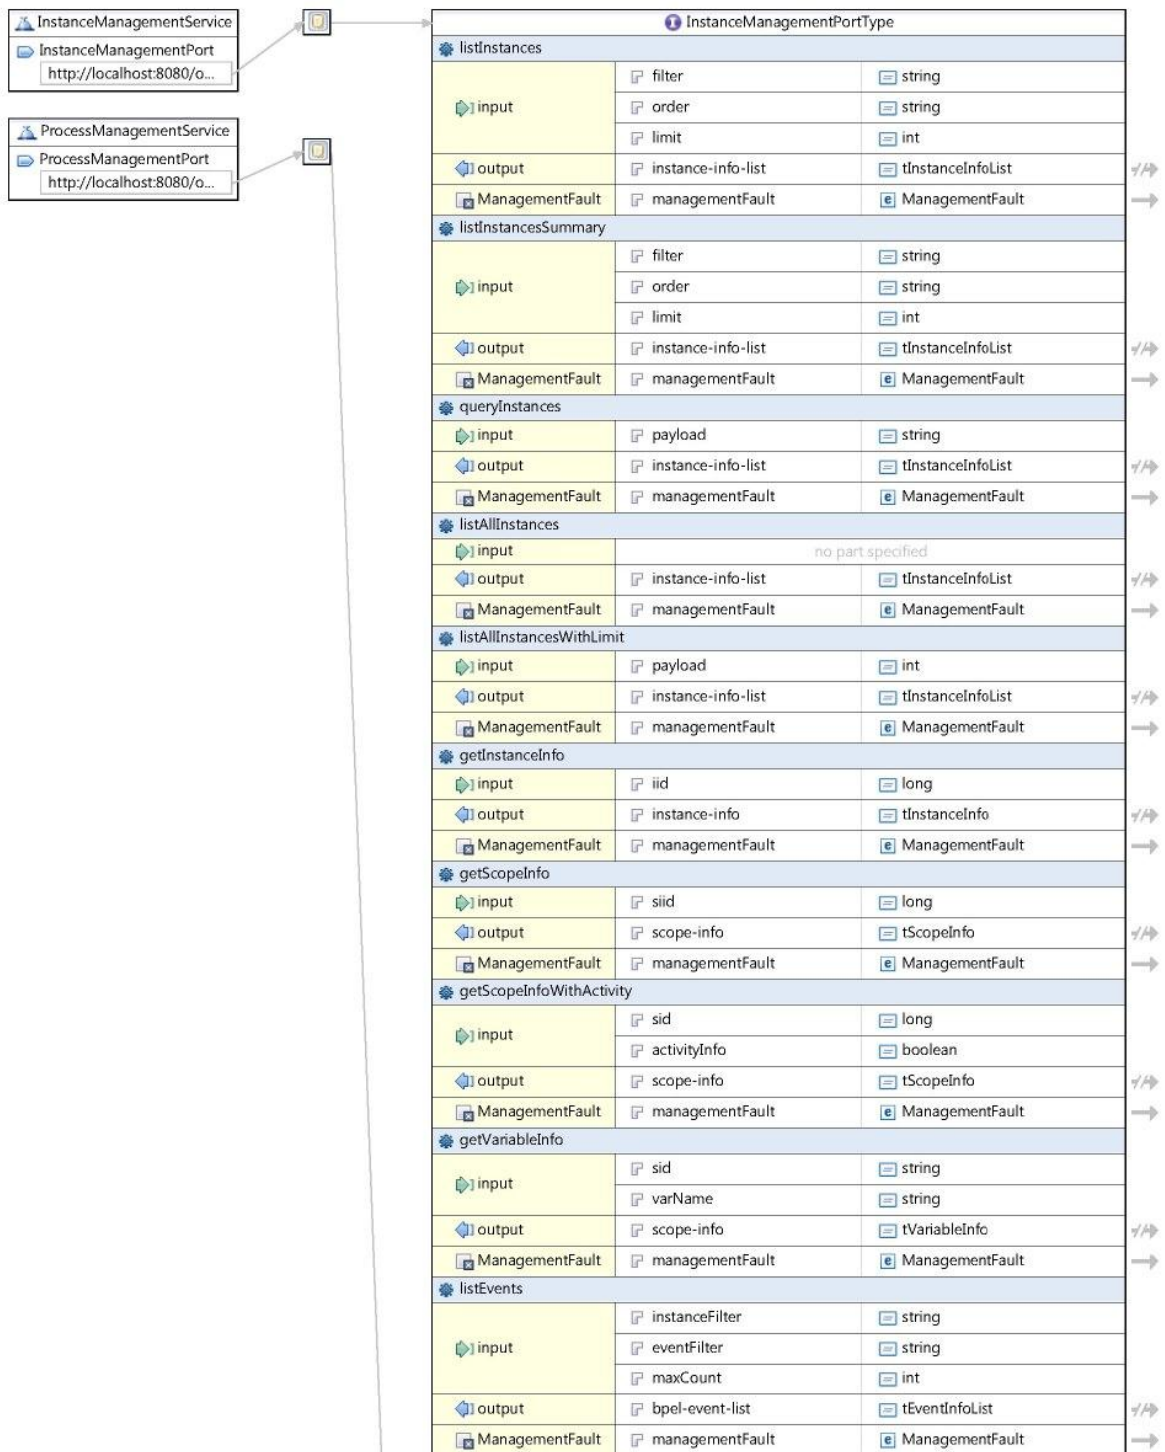 InstanceManagementService
InstanceManagementPort
http://localhost:8080/o...
ProcessManagementService
ProcessManagementPort
http://localhost:8080/o...
InstanceManagementPortType
listInstances
input
filter string
order string
limit int
output instance-info-list tInstanceInfoList
ManagementFault managementFault ManagementFault
listInstancesSummary
input
filter string
order string
limit int
output instance-info-list tInstanceInfoList
ManagementFault managementFault ManagementFault
queryInstances
input payload string
output instance-info-list tInstanceInfoList
ManagementFault managementFault ManagementFault
listAllInstances
input no part specified
output instance-info-list tInstanceInfoList
ManagementFault managementFault ManagementFault
listAllInstancesWithLimit
input payload int
output instance-info-list tInstanceInfoList
ManagementFault managementFault ManagementFault
getInstanceInfo
input iid long
output instance-info tInstanceInfo
ManagementFault managementFault ManagementFault
getScopeInfo
input siid long
output scope-info tScopeInfo
ManagementFault managementFault ManagementFault
getScopeInfoWithActivity
input
sid long
activityInfo boolean
output scope-info tScopeInfo
ManagementFault managementFault ManagementFault
getVariableInfo
input
sid string
varName string
output scope-info tVariableInfo
ManagementFault managementFault ManagementFault
listEvents
input
instanceFilter string
eventFilter string
maxCount int
output bpel-event-list tEventInfoList
ManagementFault managementFault ManagementFault